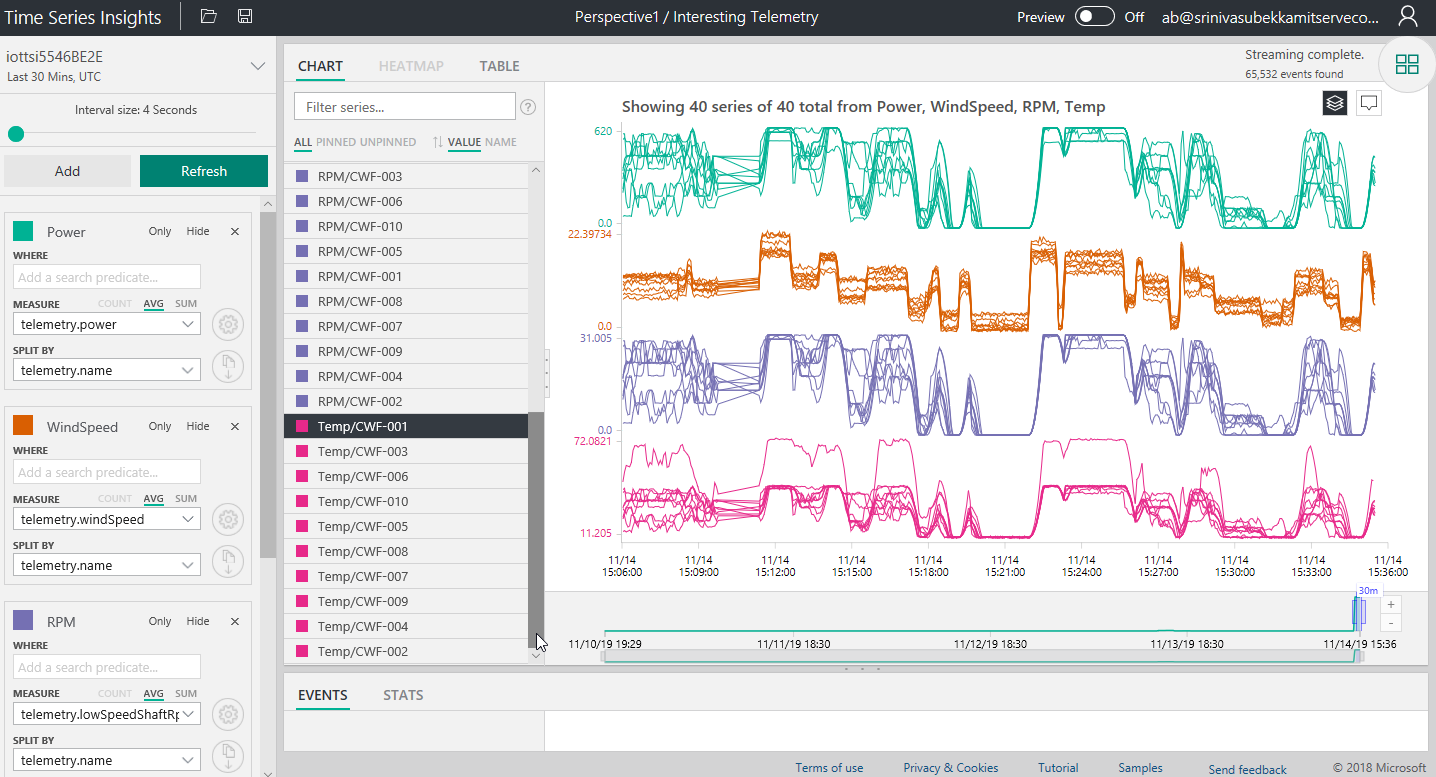 Time Series Insights
Perspective1 / Interesting Telemetry
Preview Off
ab@srinivasubekkamitserveco...
iottsi5546BE2E
Last 30 Mins, UTC
Interval size: 4 Seconds
Add Refresh
Power Only Hide ×
WHERE
Add a search predicate...
MEASURE COUNT AVG SUM
telemetry.power
SPLIT BY
telemetry.name
WindSpeed Only Hide ×
WHERE
Add a search predicate...
MEASURE COUNT AVG SUM
telemetry.windSpeed
SPLIT BY
telemetry.name
RPM Only Hide ×
WHERE
Add a search predicate...
MEASURE COUNT AVG SUM
telemetry.lowSpeedShaftRp
SPLIT BY
telemetry.name
CHART HEATMAP TABLE
Streaming complete.
65,532 events found
Filter series... ?
ALL PINNED UNPINNED VALUE NAME
RPM/CWF-003
RPM/CWF-006
RPM/CWF-010
RPM/CWF-005
RPM/CWF-001
RPM/CWF-008
RPM/CWF-007
RPM/CWF-009
RPM/CWF-004
RPM/CWF-002
Temp/CWF-001
Temp/CWF-003
Temp/CWF-006
Temp/CWF-010
Temp/CWF-005
Temp/CWF-008
Temp/CWF-007
Temp/CWF-009
Temp/CWF-004
Temp/CWF-002
Showing 40 series of 40 total from Power, WindSpeed, RPM, Temp
620
0.0
22.39734
0.0
31.005
0.0
72.0821
11.205
11/14 11/14 11/14 11/14 11/14 11/14 11/14 11/14 11/14 11/14 11/14
15:06:00 15:09:00 15:12:00 15:15:00 15:18:00 15:21:00 15:24:00 15:27:00 15:30:00 15:33:00 15:36:00
30m
+
-
11/10/19 19:29 11/11/19 18:30 11/12/19 18:30 11/13/19 18:30 11/14/19 15:36
EVENTS STATS
Terms of use Privacy & Cookies Tutorial Samples Send feedback © 2018 Microsoft